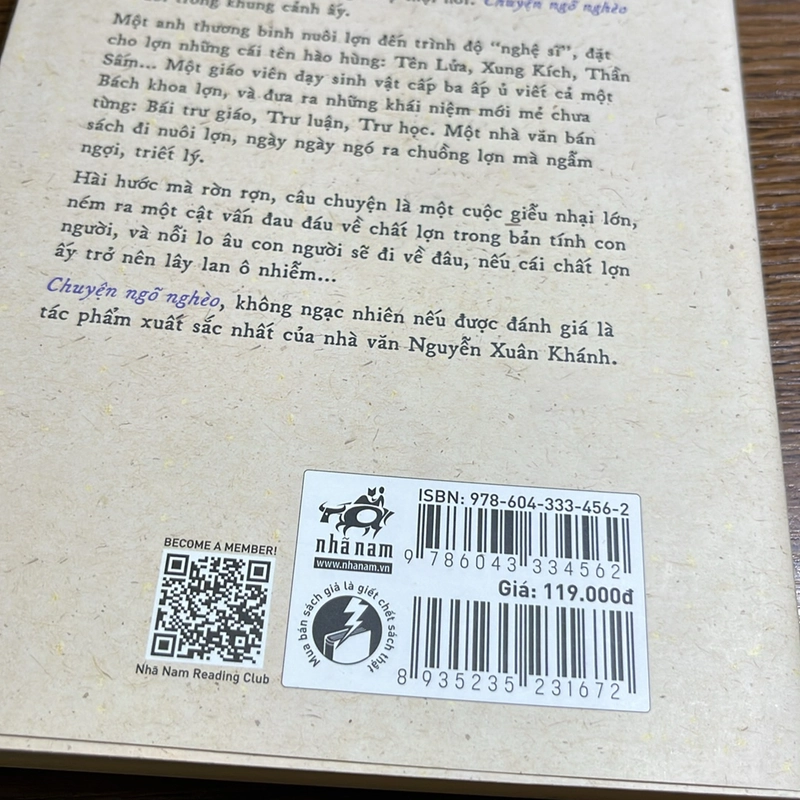 trong khung cảnh ấy.
Chuyện ngõ nghèo
Một anh thương binh nuôi lợn đến trình độ “nghệ sĩ”, đặt
cho lợn những cái tên hào hùng: Tên Lửa, Xung Kích, Thần
Sấm... Một giáo viên dạy sinh vật cấp ba ấp ủ viết cả một
Bách khoa lợn, và đưa ra những khái niệm mới mẻ chưa
từng: Bái trư giáo, Trư luận, Trư học. Một nhà văn bán
sách đi nuôi lợn, ngày ngày ngó ra chuồng lợn mà ngẫm
ngợi, triết lý.
Hài hước mà rờn rợn, câu chuyện là một cuộc giễu nhại lớn,
ném ra một cật vấn đau đáu về chất lợn trong bản tính con
người, và nỗi lo âu con người sẽ đi về đâu, nếu cái chất lợn
ấy trở nên lây lan ô nhiễm...
Chuyện ngõ nghèo, không ngạc nhiên nếu được đánh giá là
tác phẩm xuất sắc nhất của nhà văn Nguyễn Xuân Khánh.
BECOME A MEMBER!
Nhã Nam Reading Club
nhã nam
www.nhanam.vn
Mua bán sách giả là giết chết sách thật
ISBN: 978-604-333-456-2
9 786043 334562
Giá: 119.000đ
8 935235 231672